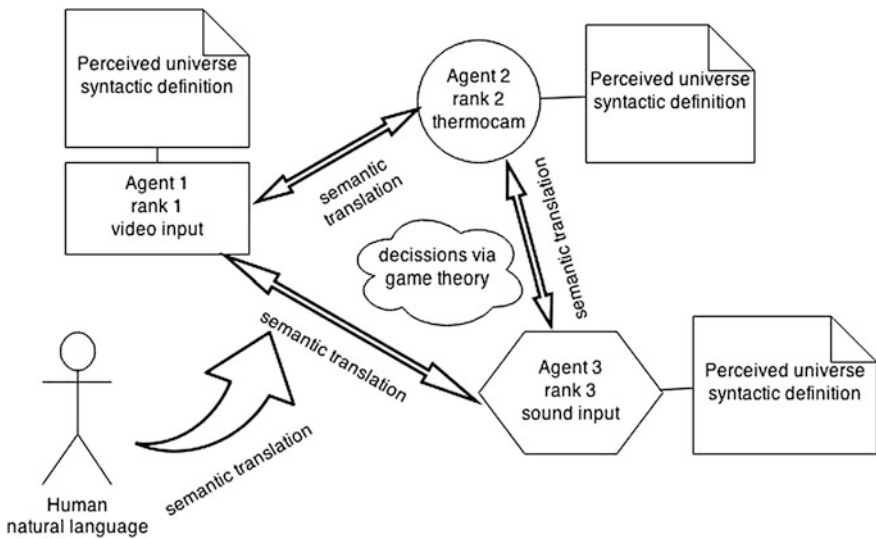 Perceived universe
syntactic definition
Agent 1
rank 1
video input
Agent 2
rank 2
thermocam
Perceived universe
syntactic definition
semantic
translation
semantic translation
decissions via
game theory
semantic translation
Agent 3
rank 3
sound input
Perceived universe
syntactic definition
semantic translation
Human
natural language